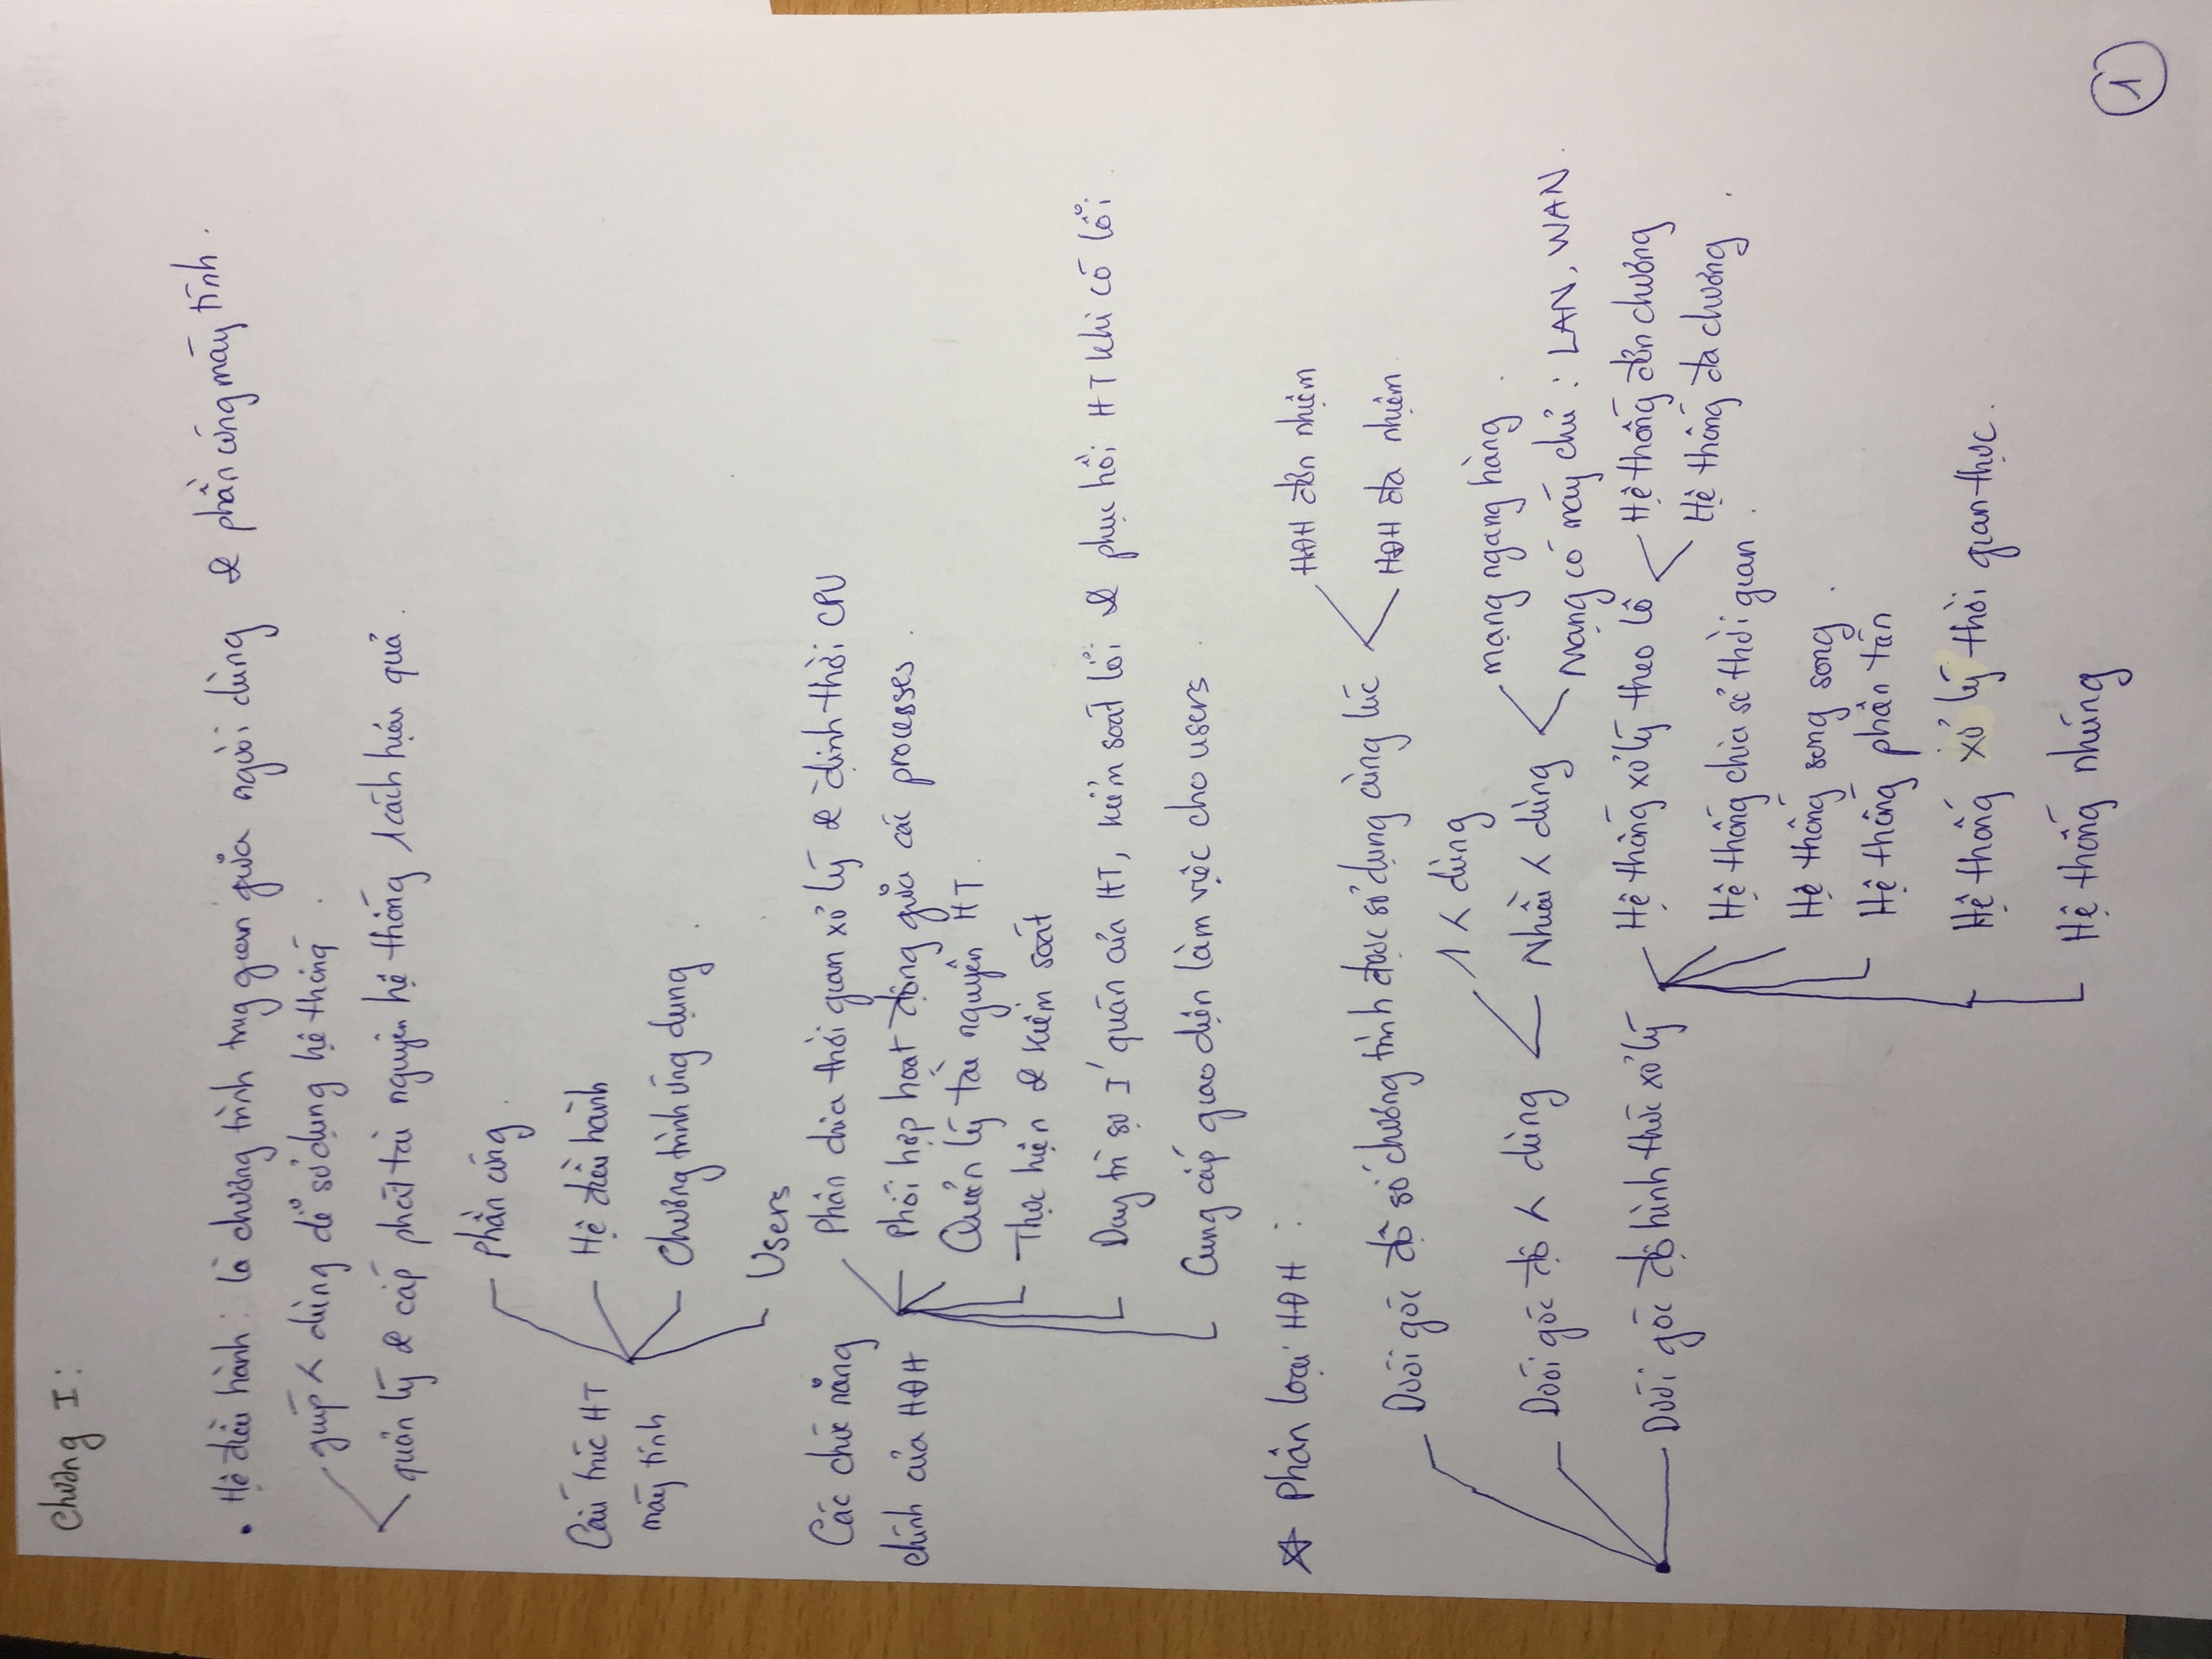 Chương I:
• Hệ điều hành: là chương trình trug gian giữa người dùng & phần cứng máy tính.
giúp < dùng dễ sử dụng hệ thống.
quản lý & cấp phát tài nguyên hệ thống 1 cách hiệu quả.
Phần cứng.
Cấu trúc HT
Hệ điều hành
máy tính
Chương trình ứng dụng.
Users
Các chức năng
Phân chia thời gian xử lý & định thời CPU
chính của HĐH
Phối hợp hoạt động giữa các processes.
Quản lý tài nguyên HT.
Thực hiện & kiểm soát
Duy trì sự quán của HT, kiểm soát lỗi & phục hồi HT khi có lỗi.
Cung cấp giao diện làm việc cho users.
☆ Phân loại HĐH:
HĐH đơn nhiệm
Dưới góc độ số chương trình được sử dụng cùng lúc
HĐH đa nhiệm
1 < dùng
mạng ngang hàng.
Dưới góc độ < dùng
Nhiều < dùng
Mạng có máy chủ: LAN, WAN.
Dưới góc độ hình thức xử lý
Hệ thống xử lý theo lô
Hệ thống đơn chương
Hệ thống đa chương.
Hệ thống chia sẻ thời gian.
Hệ thống song song.
Hệ thống phân tán
Hệ thống xử lý thời gian thực.
Hệ thống nhúng
1